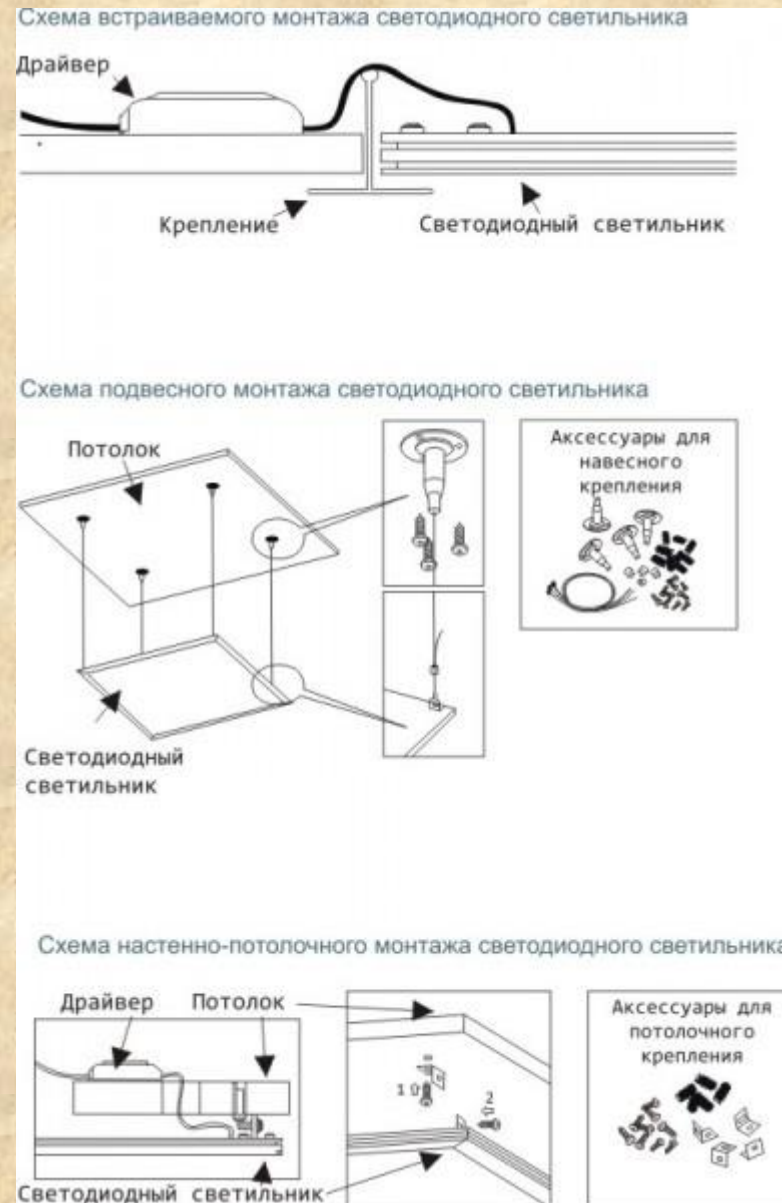 Схема встраиваемого монтажа светодиодного светильника
Драйвер
Крепление
Светодиодный светильник
Схема подвесного монтажа светодиодного светильника
Потолок
Светодиодный
светильник
Аксессуары для
навесного
крепления
Схема настенно-потолочного монтажа светодиодного светильника
Драйвер
Потолок
1
2
Светодиодный светильник
Аксессуары для
потолочного
крепления